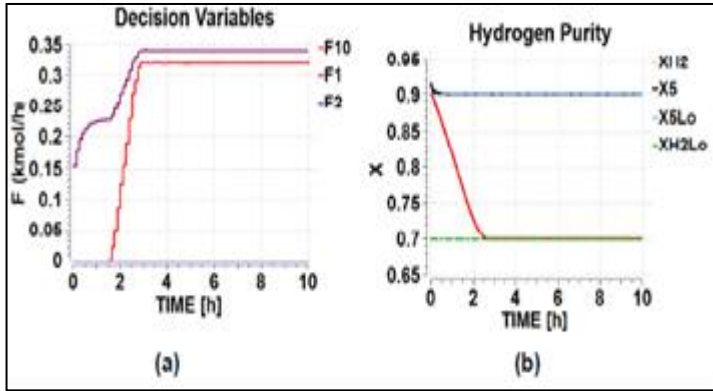 Decision Variables
0.35
0.3
0.25
0.2
0.15
0.1
0.05
0
F (kmol/h)
0 2 4 6 8 10
TIME [h]
F10
F1
F2
(a)
Hydrogen Purity
0.95
0.9
0.85
0.8
0.75
0.7
0.65
X
0 2 4 6 8 10
TIME [h]
XH2
X5
X5Lo
XH2Lo
(b)